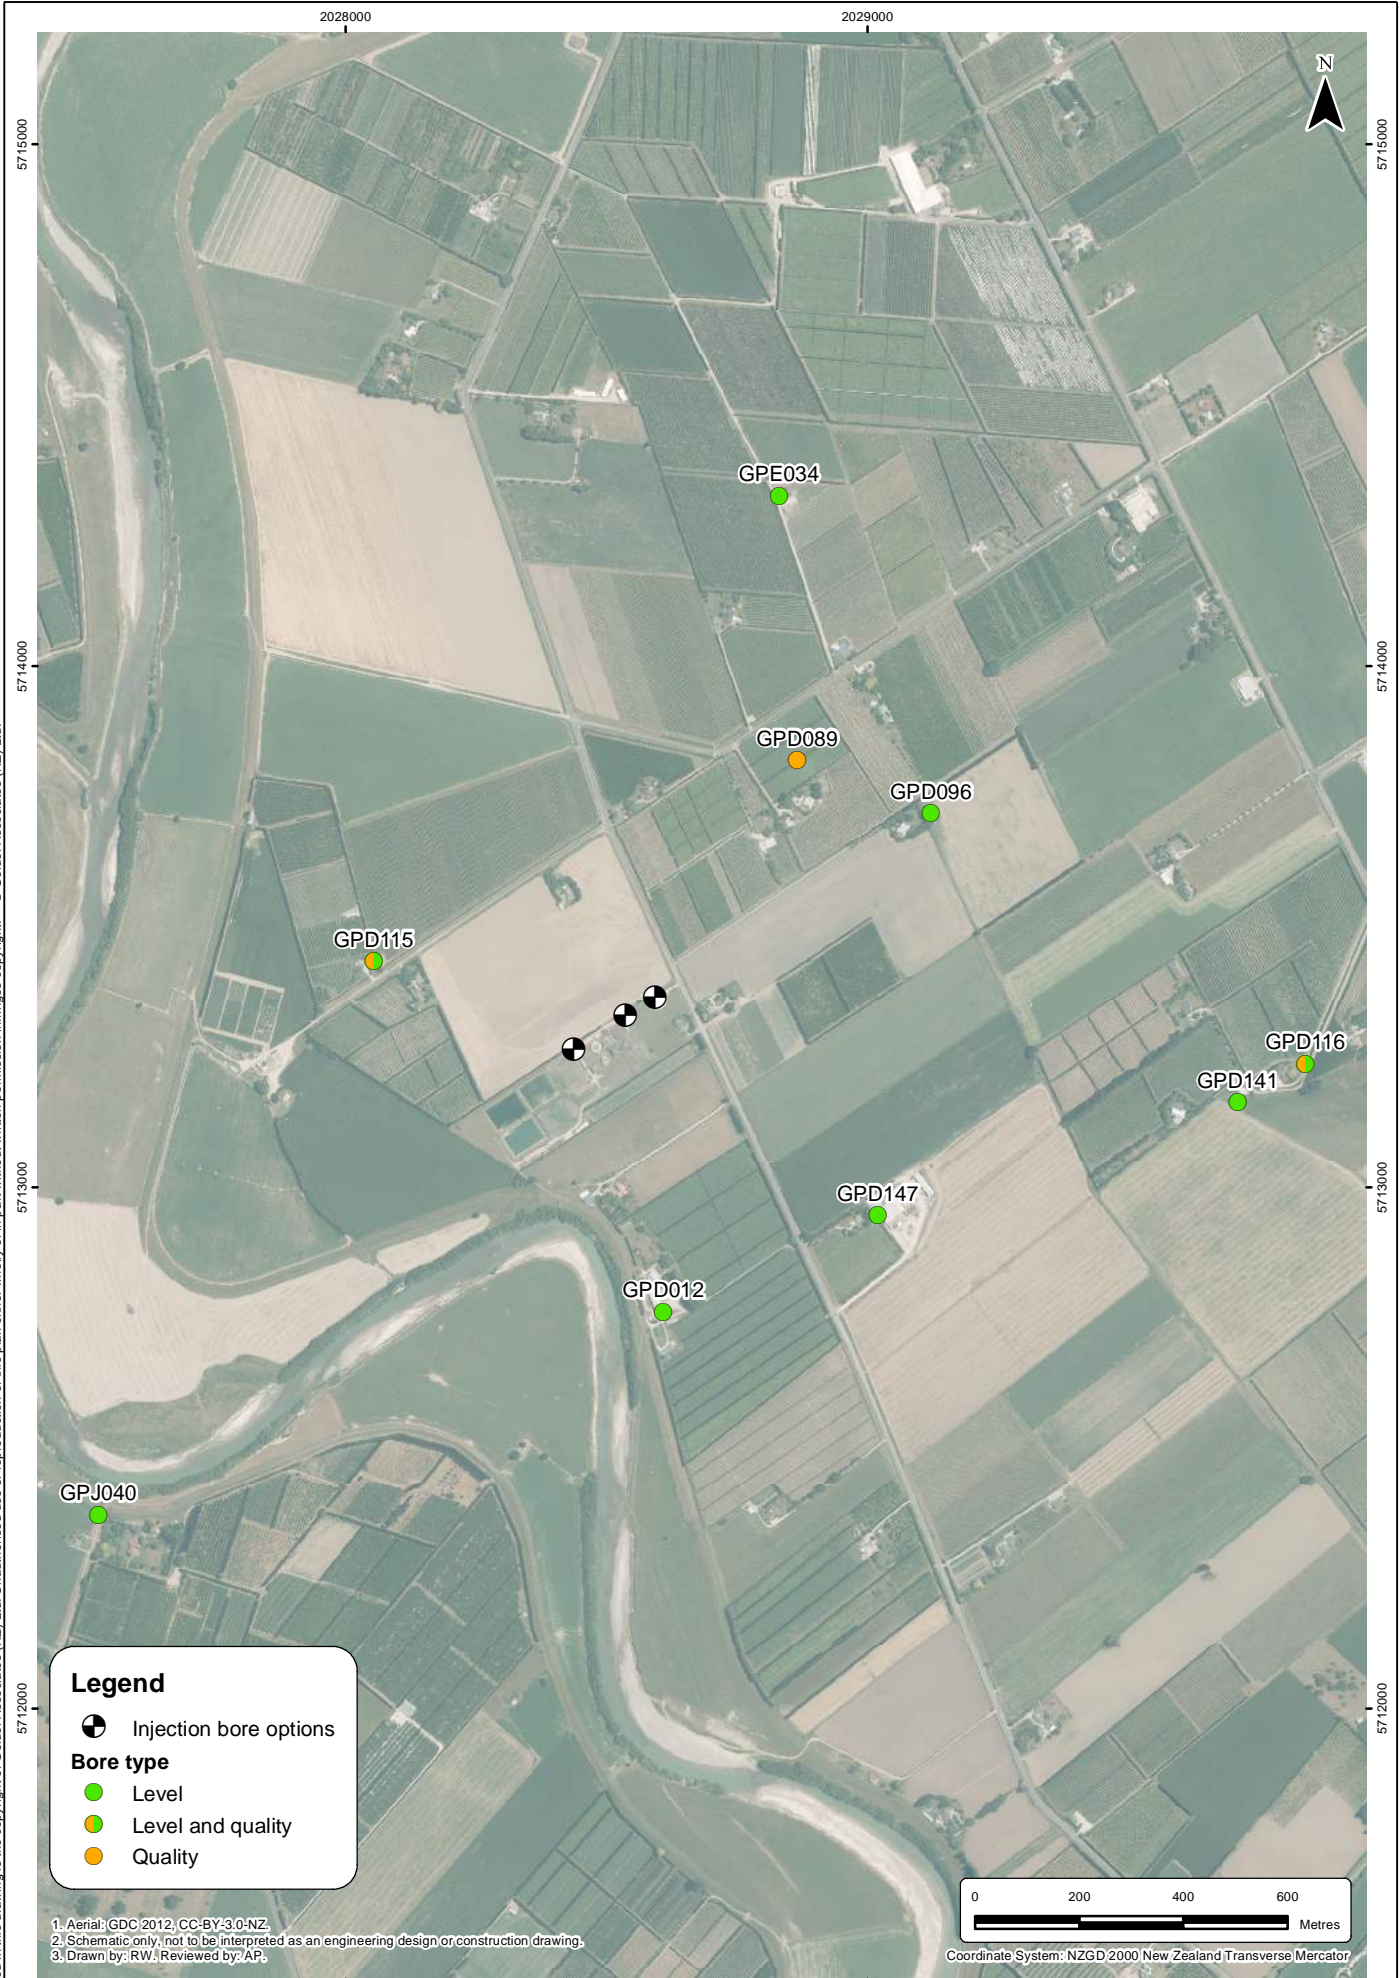 2028000
2029000
N
5715000
5715000
GPE034
5714000
5714000
GPD089
GPD096
GPD115
GPD116
GPD141
5713000
5713000
GPD147
GPD012
GPJ040
5712000
5712000
Legend
Injection bore options
Bore type
Level
Level and quality
Quality
0 200 400 600
Metres
1. Aerial: GDC 2012, CC-BY-3.0-NZ.
2. Schematic only, not to be interpreted as an engineering design or construction drawing.
3. Drawn by: RW. Reviewed by: AP.
Coordinate System: NZGD 2000 New Zealand Transverse Mercator